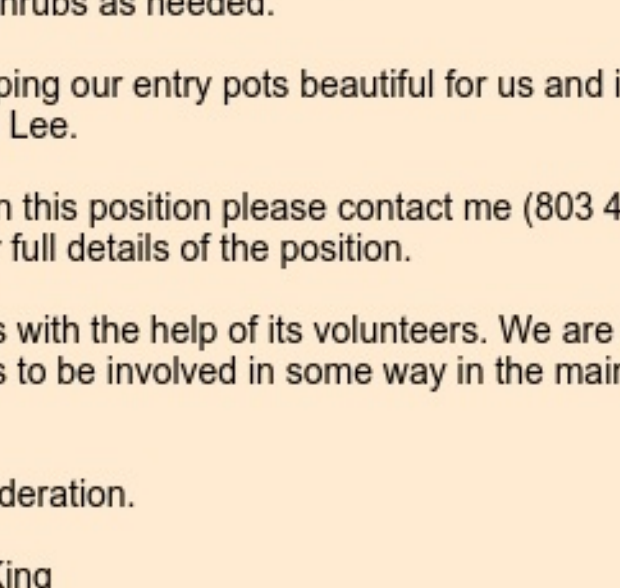 hrubs as needed.
ping our entry pots beautiful for us and i
Lee.
n this position please contact me (803 4
full details of the position.
s with the help of its volunteers. We are
s to be involved in some way in the main
deration.
King